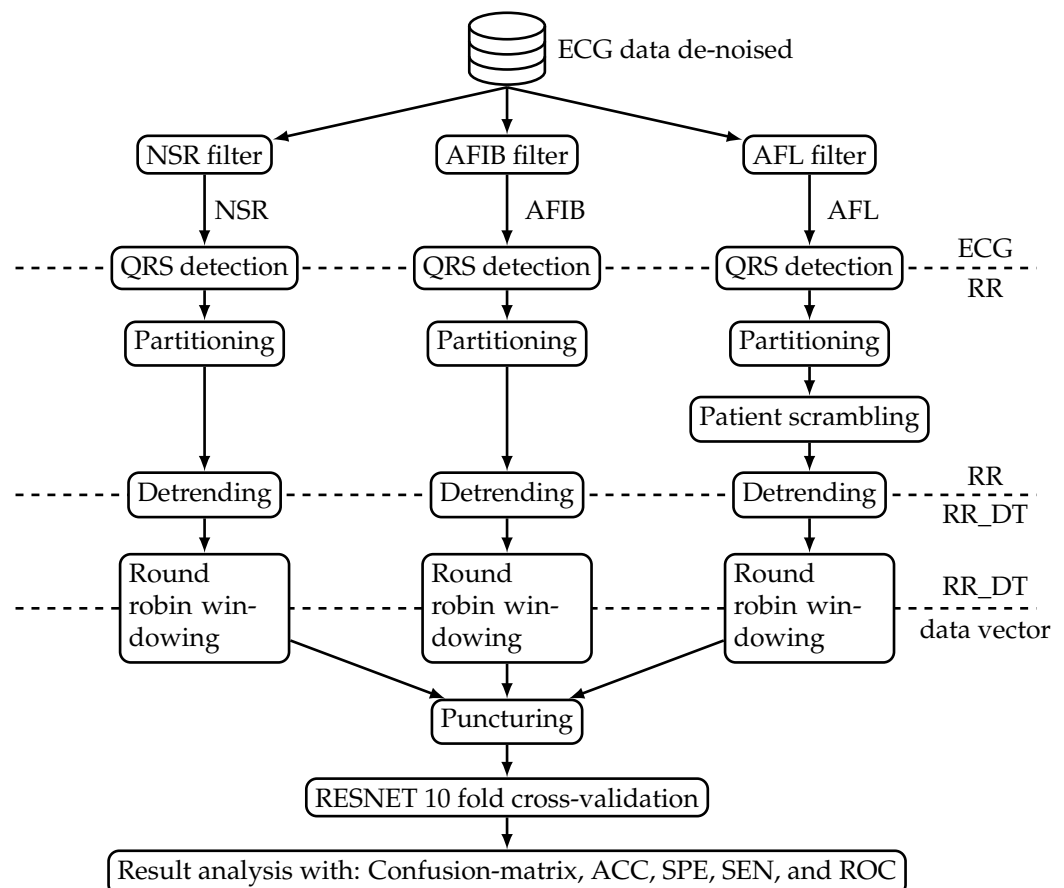 ECG data de-noised
NSR filter
AFIB filter
AFL filter
NSR
AFIB
AFL
QRS detection
QRS detection
QRS detection
ECG
RR
Partitioning
Partitioning
Partitioning
Patient scrambling
Detrending
Detrending
Detrending
RR
RR_DT
Round
robin win-
dowing
Round
robin win-
dowing
Round
robin win-
dowing
RR_DT
data vector
Puncturing
RESNET 10 fold cross-validation
Result analysis with: Confusion-matrix, ACC, SPE, SEN, and ROC